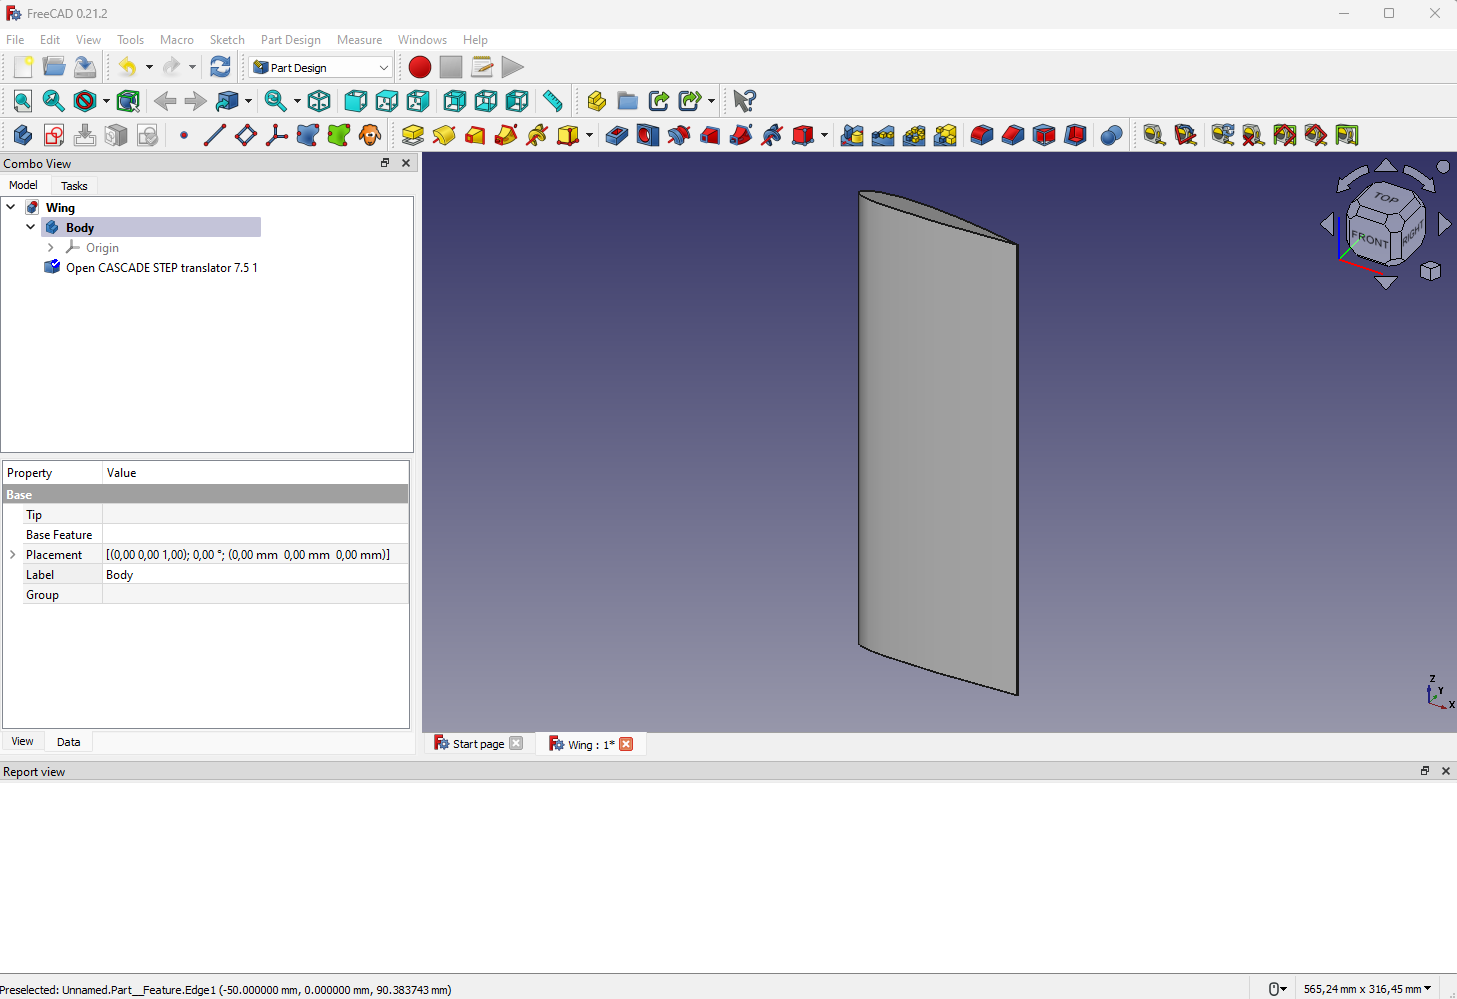 FreeCAD 0.21.2
File Edit View Tools Macro Sketch Part Design Measure Windows Help
Part Design
Combo View
Model Tasks
Wing
Body
Origin
Open CASCADE STEP translator 7.5 1
Property Value
Base
Tip
Base Feature
Placement [(0,00 0,00 1,00); 0,00 °; (0,00 mm 0,00 mm 0,00 mm)]
Label Body
Group
View Data
TOP
FRONT
RIGHT
Z
Y
X
Start page Wing : 1*
Report view
Preselected: Unnamed.Part__Feature.Edge1 (-50.000000 mm, 0.000000 mm, 90.383743 mm)
565,24 mm x 316,45 mm